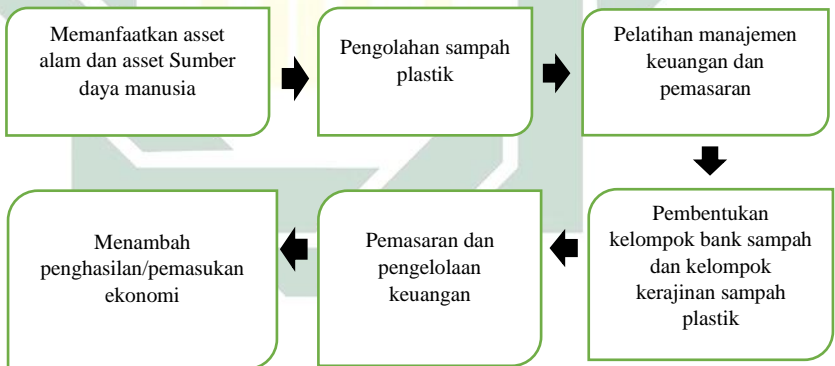 Memanfaatkan asset
alam dan asset Sumber
daya manusia
Pengolahan sampah
plastik
Pelatihan manajemen
keuangan dan
pemasaran
Pembentukan
kelompok bank sampah
dan kelompok
kerajinan sampah
plastik
Pemasaran dan
pengelolaan
keuangan
Menambah
penghasilan/pemasukan
ekonomi